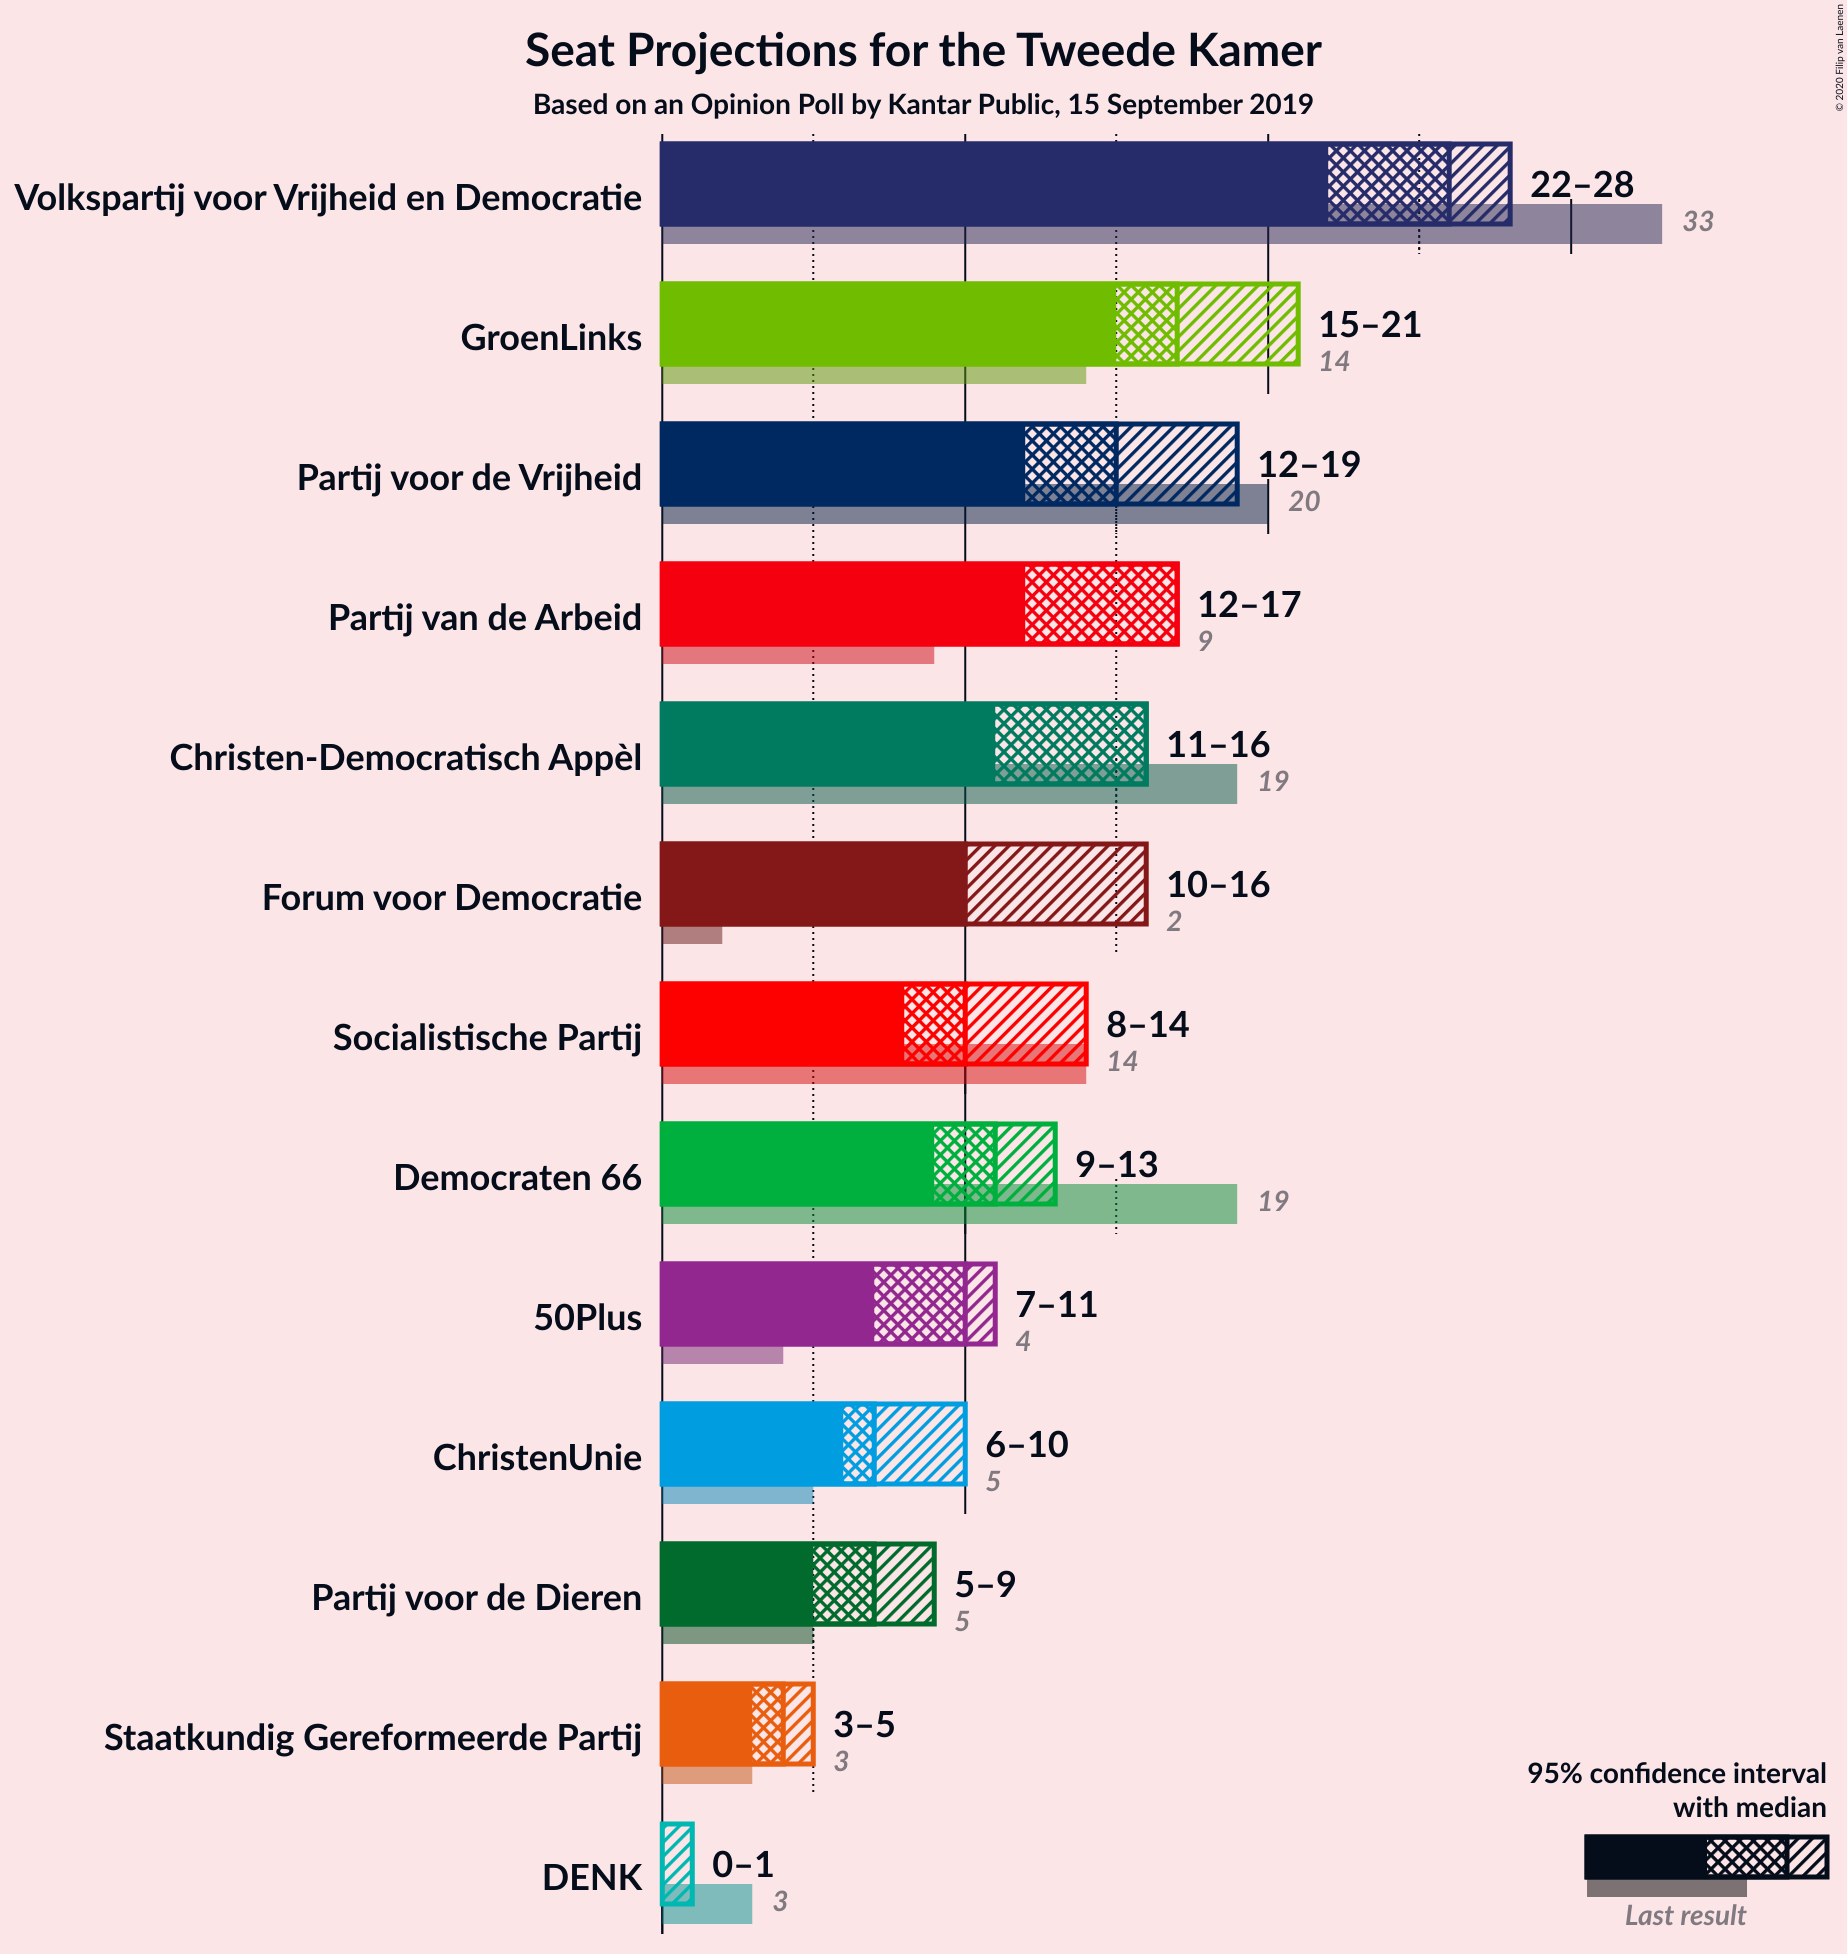 Seat Projections for the Tweede Kamer
Based on an Opinion Poll by Kantar Public, 15 September 2019
© 2020 Filip van Laenen
Volkspartij voor Vrijheid en Democratie
22–28
33
GroenLinks
15–21
14
Partij voor de Vrijheid
12–19
20
Partij van de Arbeid
12–17
9
Christen-Democratisch Appèl
11–16
19
Forum voor Democratie
10–16
2
Socialistische Partij
8–14
14
Democraten 66
9–13
19
50Plus
7–11
4
ChristenUnie
6–10
5
Partij voor de Dieren
5–9
5
Staatkundig Gereformeerde Partij
3–5
3
DENK
0–1
3
95% confidence interval
with median
Last result